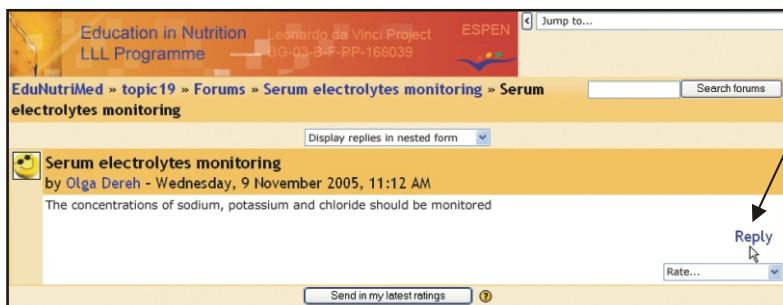 Education in Nutrition
LLL Programme
Leonardo da Vinci Project
BG-03-B-F-PP-166039
ESPEN
Jump to...
EduNutriMed » topic19 » Forums » Serum electrolytes monitoring » Serum
electrolytes monitoring
Search forums
Display replies in nested form
Serum electrolytes monitoring
by Olga Dereh - Wednesday, 9 November 2005, 11:12 AM
The concentrations of sodium, potassium and chloride should be monitored
Reply
Rate...
Send in my latest ratings
?